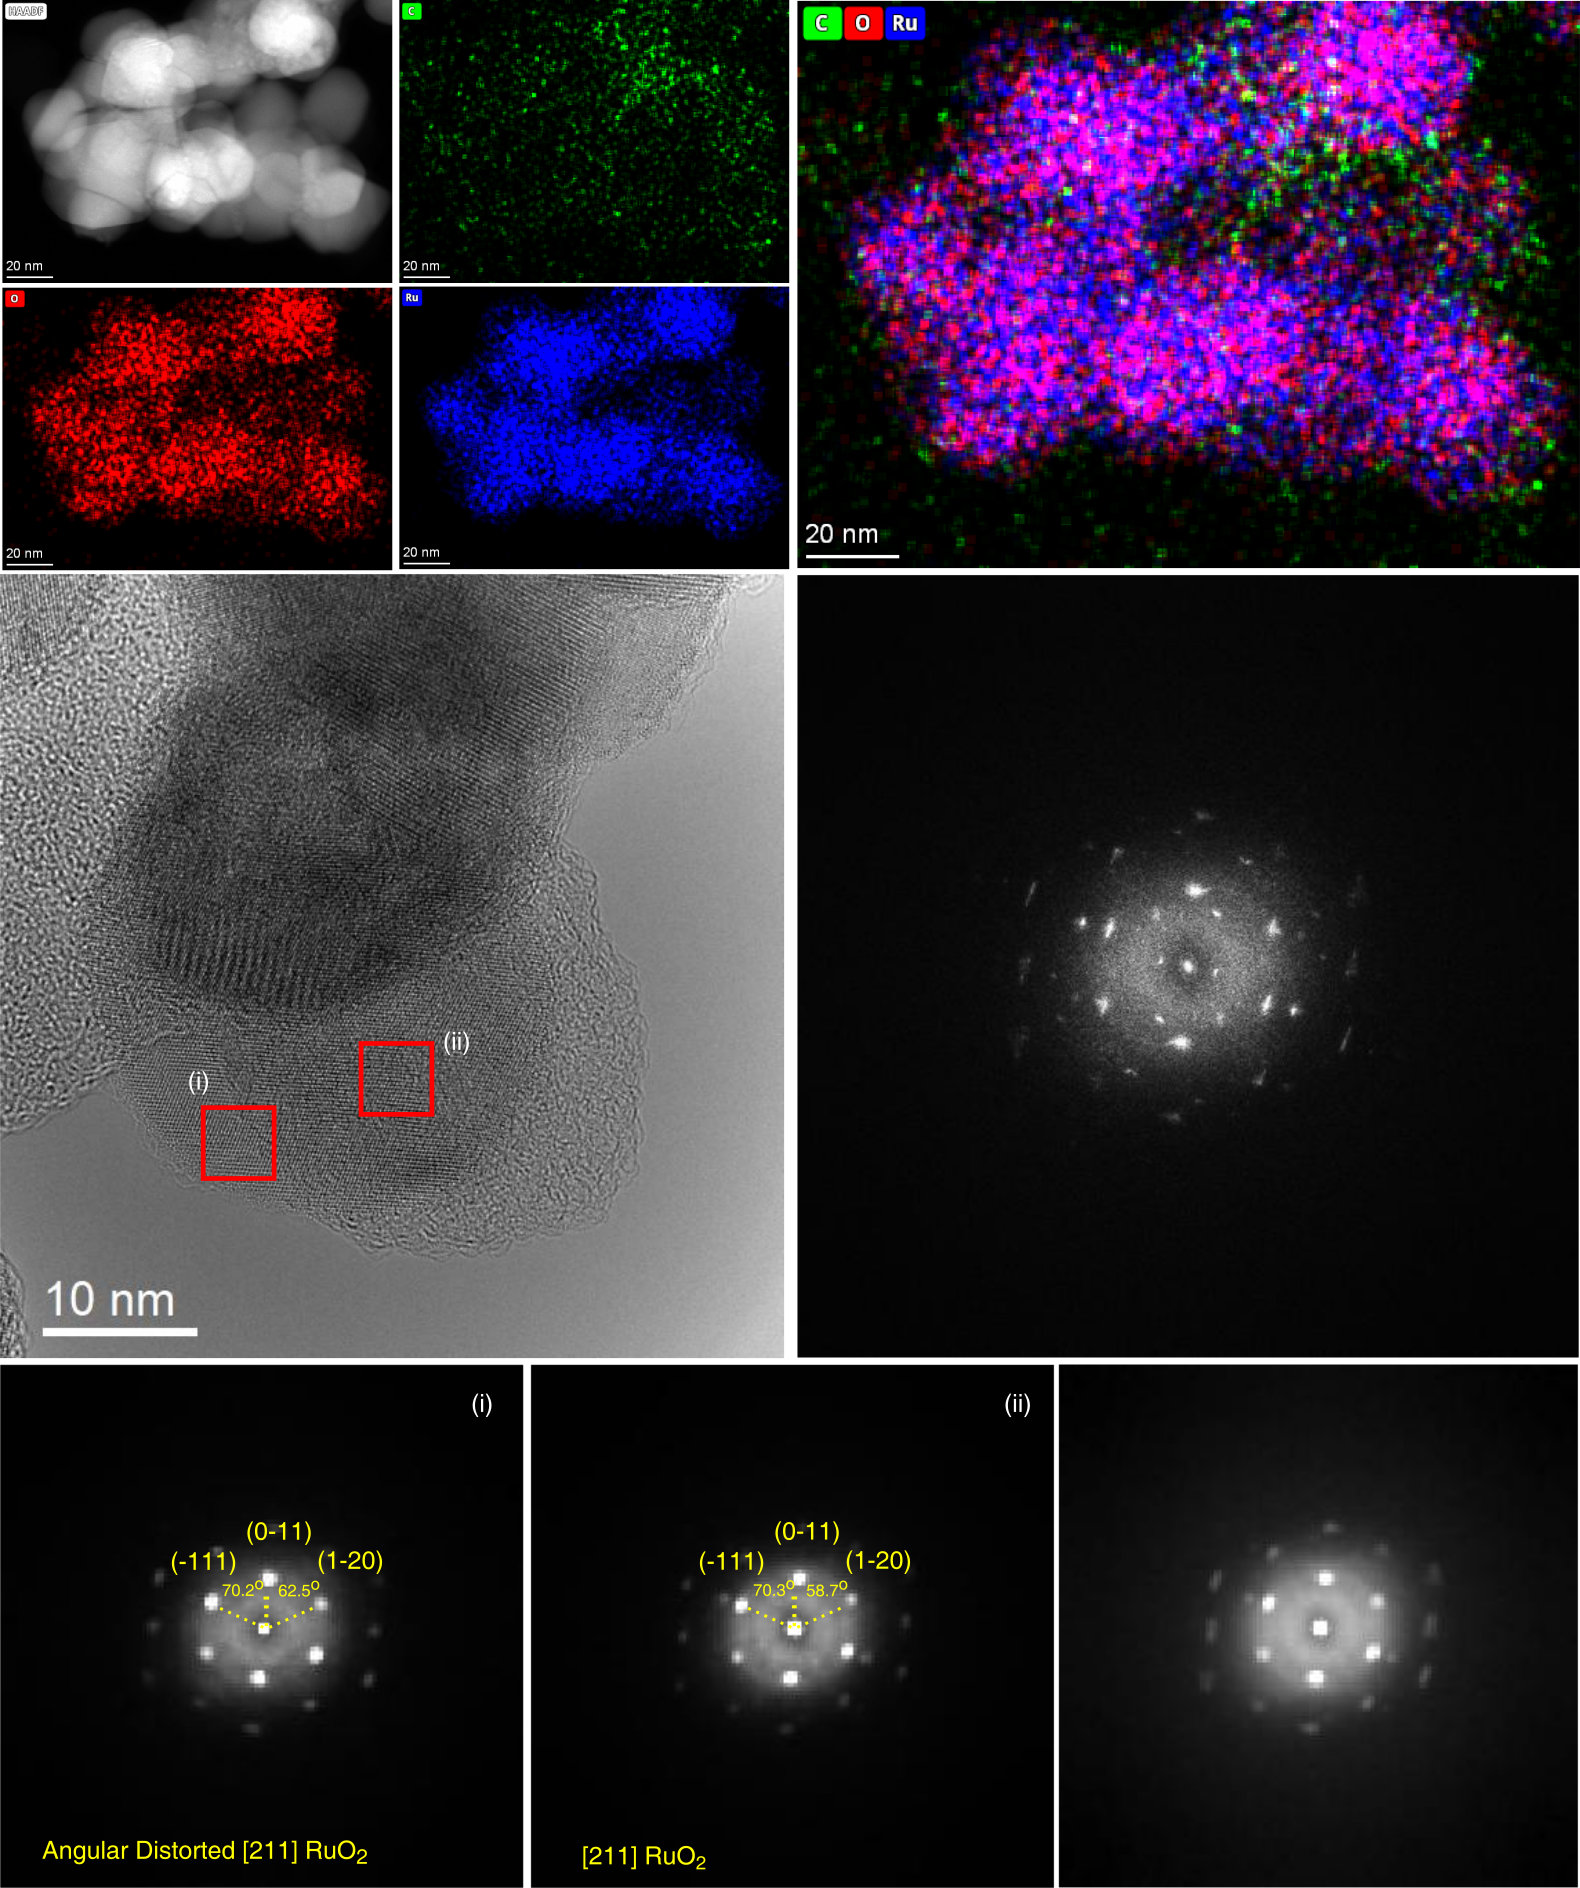 HAADF
20 nm
C
20 nm
C O Ru
20 nm
O
20 nm
Ru
20 nm
(i)
(ii)
10 nm
(i)
(0-11)
(-111) (1-20)
70.2° 62.5°
Angular Distorted [211] RuO₂
(ii)
(0-11)
(-111) (1-20)
70.3° 58.7°
[211] RuO₂